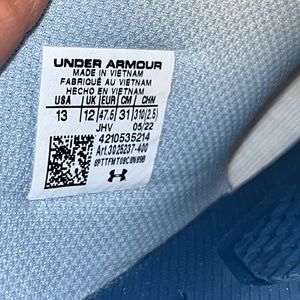 UNDER ARMOUR
MADE IN VIETNAM
FABRIQUÉ AU VIETNAM
HECHO EN VIETNAM
USA UK EUR CM CHN
13 12 47.5 31 310(2.5)
JHV 05/22
4210535214
Art.3025237-400